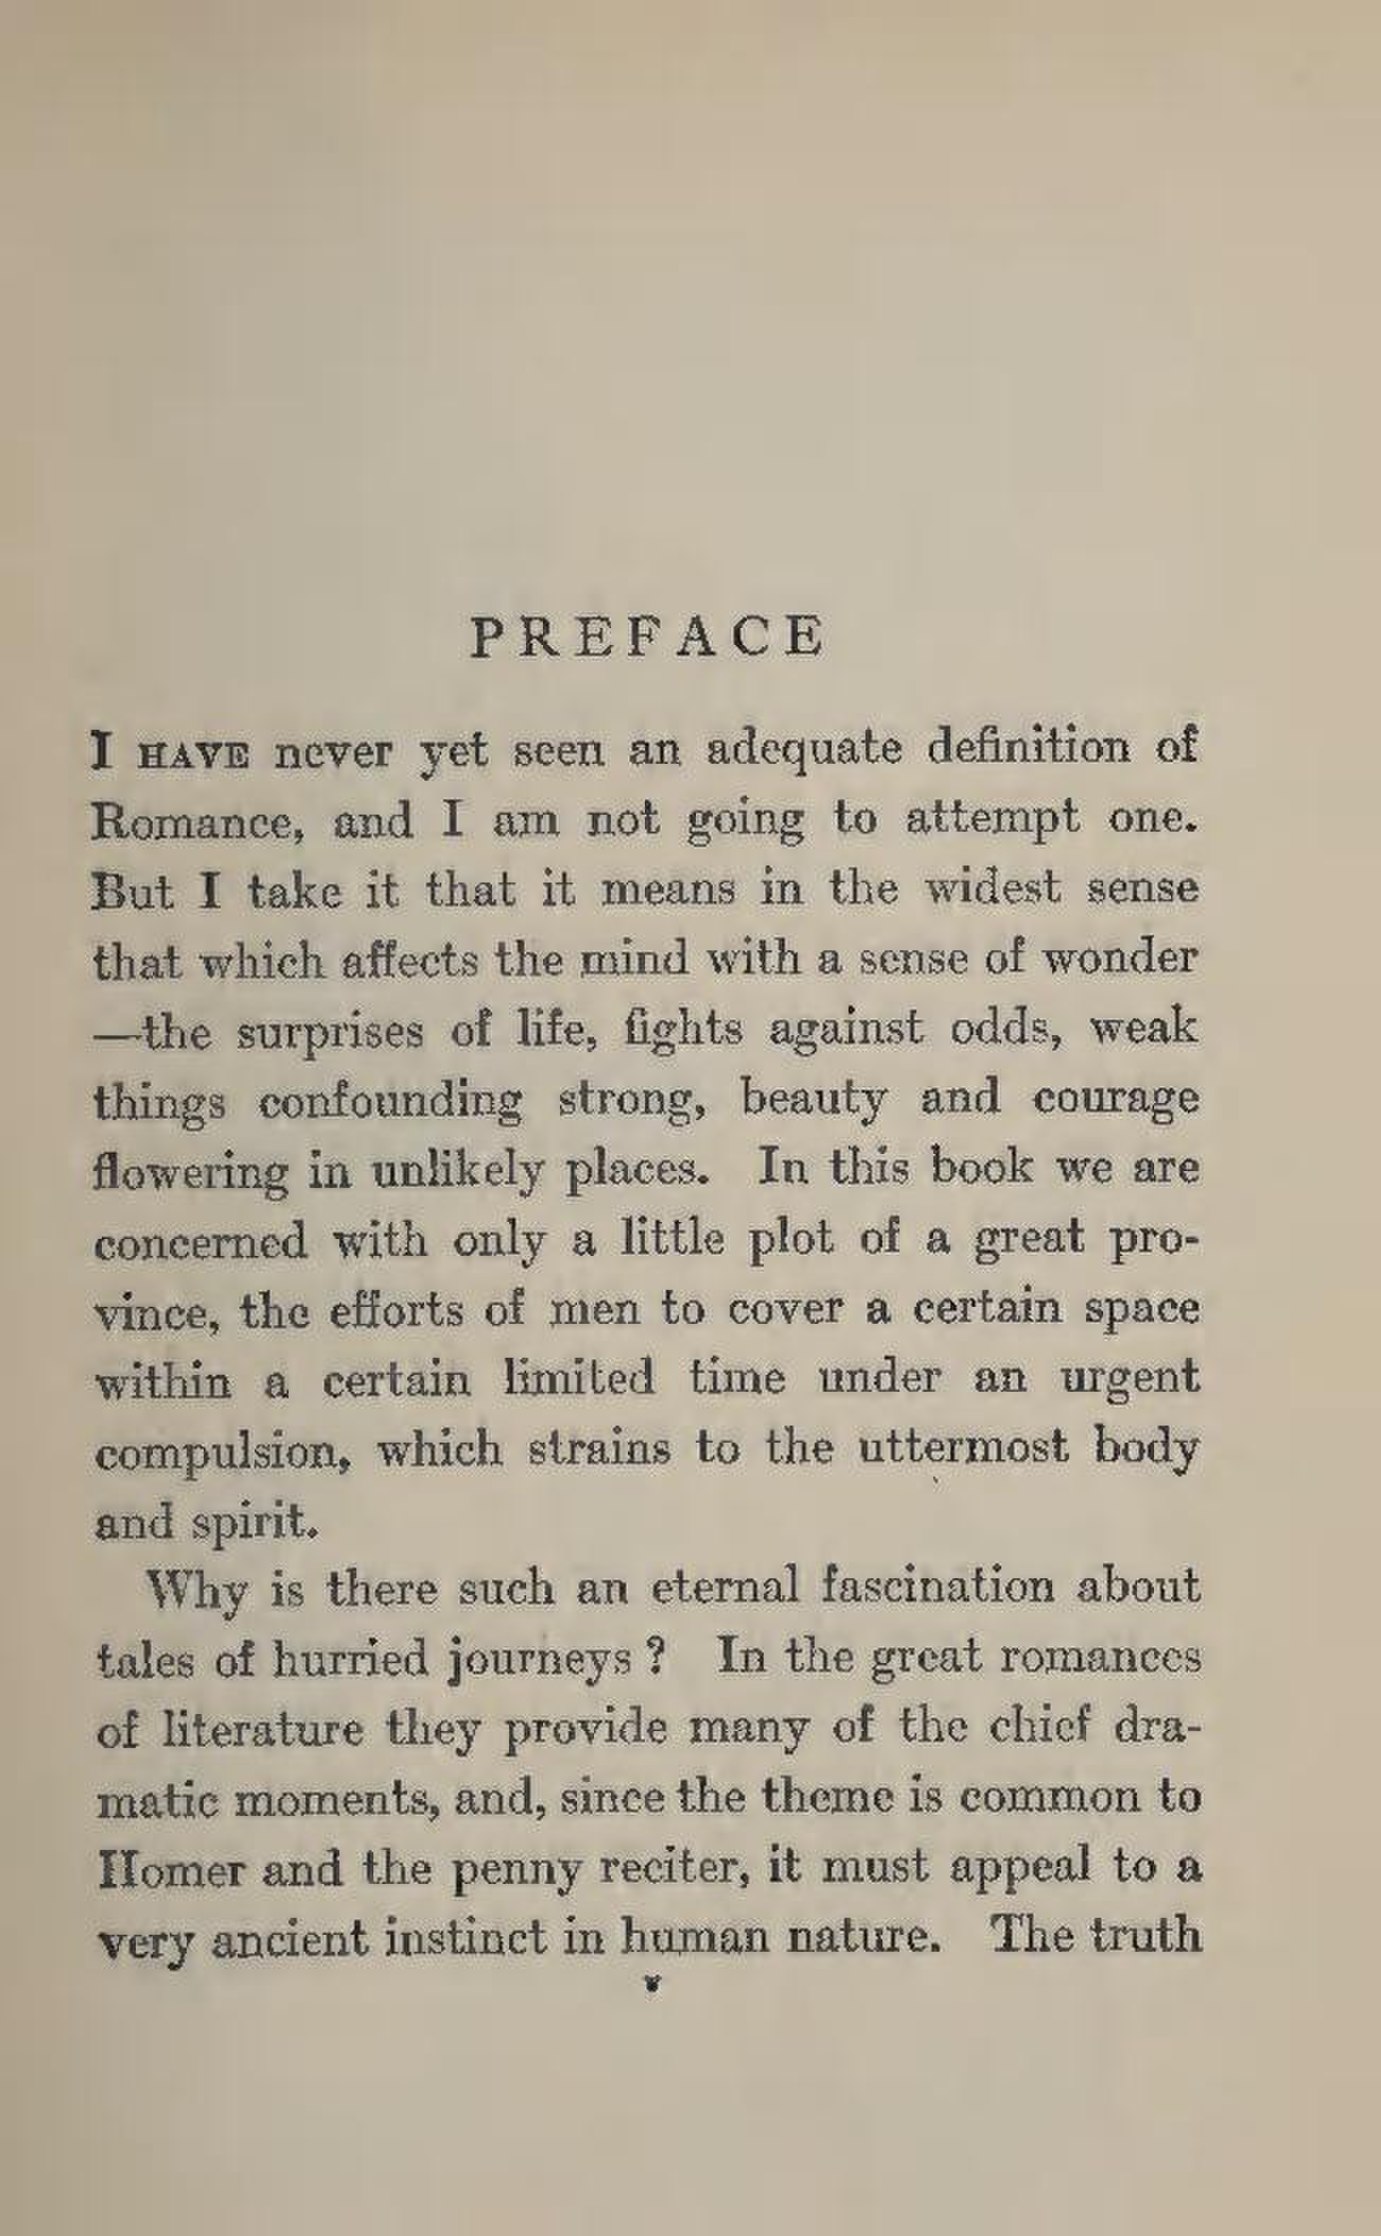 PREFACE
I HAVE never yet seen an adequate definition of
Romance, and I am not going to attempt one.
But I take it that it means in the widest sense
that which affects the mind with a sense of wonder
—the surprises of life, fights against odds, weak
things confounding strong, beauty and courage
flowering in unlikely places. In this book we are
concerned with only a little plot of a great pro-
vince, the efforts of men to cover a certain space
within a certain limited time under an urgent
compulsion, which strains to the uttermost body
and spirit.
Why is there such an eternal fascination about
tales of hurried journeys ? In the great romances
of literature they provide many of the chief dra-
matic moments, and, since the theme is common to
Homer and the penny reciter, it must appeal to a
very ancient instinct in human nature. The truth
v